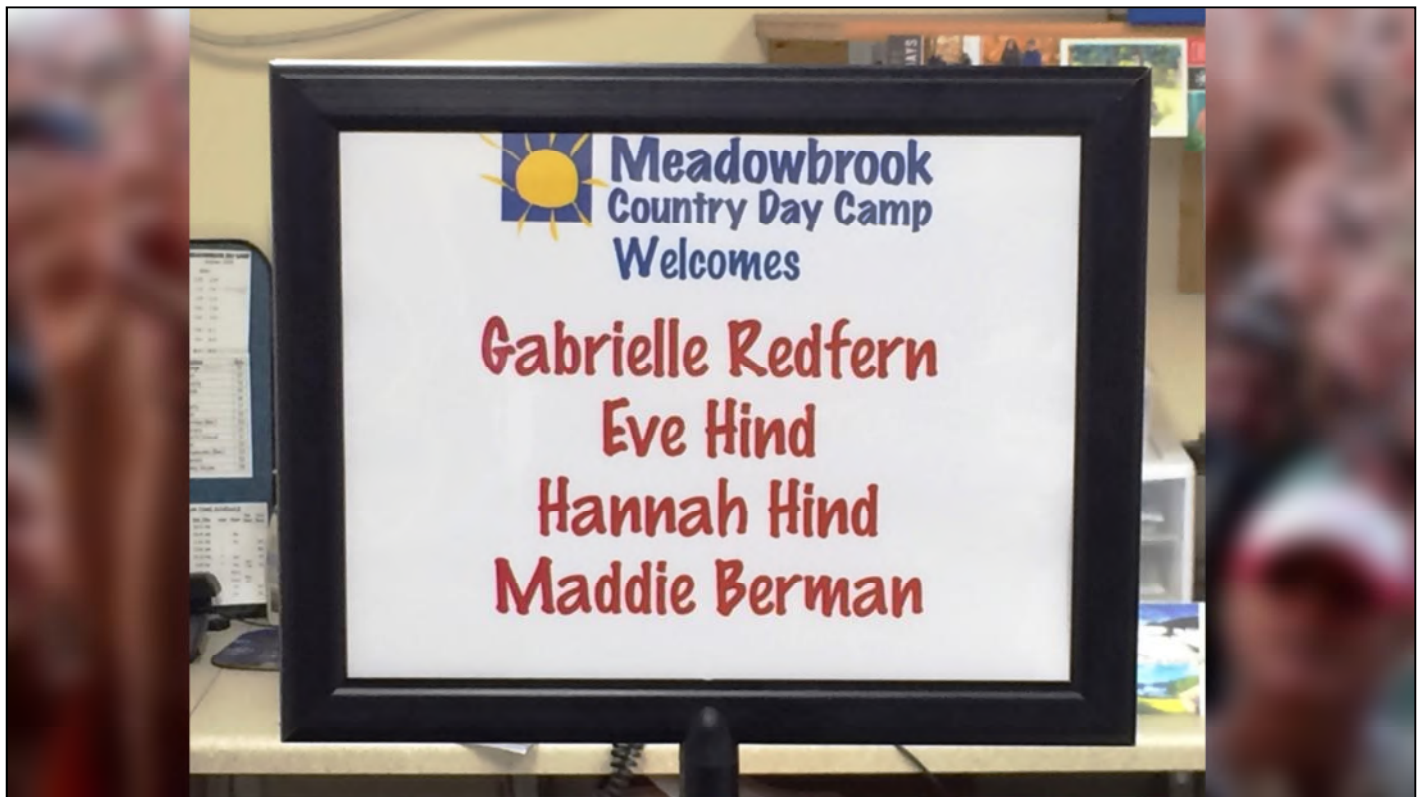 Meadowbrook
Country Day Camp
Welcomes
Gabrielle Redfern
Eve Hind
Hannah Hind
Maddie Berman